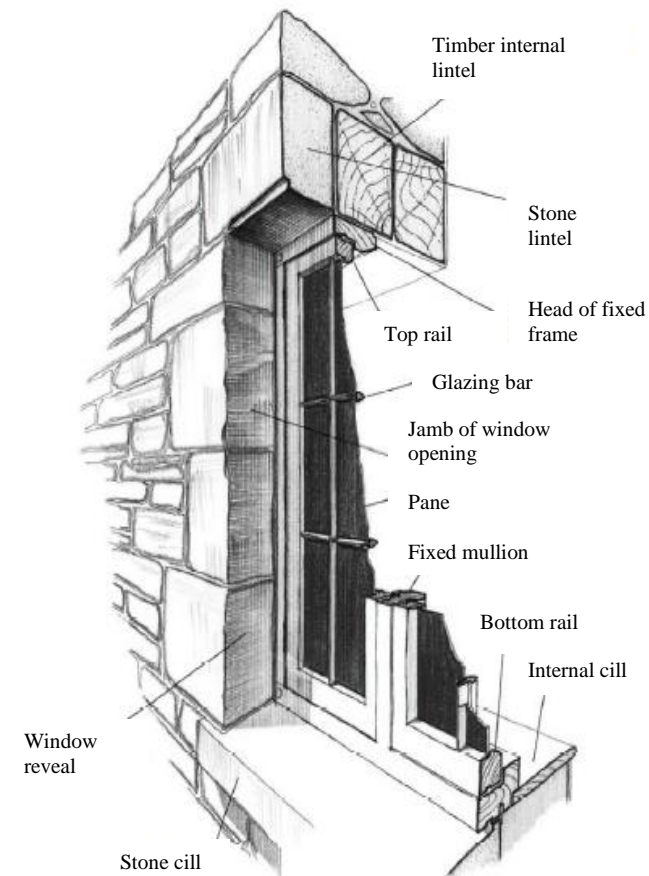 Timber internal
lintel
Stone
lintel
Head of fixed
frame
Top rail
Glazing bar
Jamb of window
opening
Pane
Fixed mullion
Bottom rail
Internal cill
Window
reveal
Stone cill